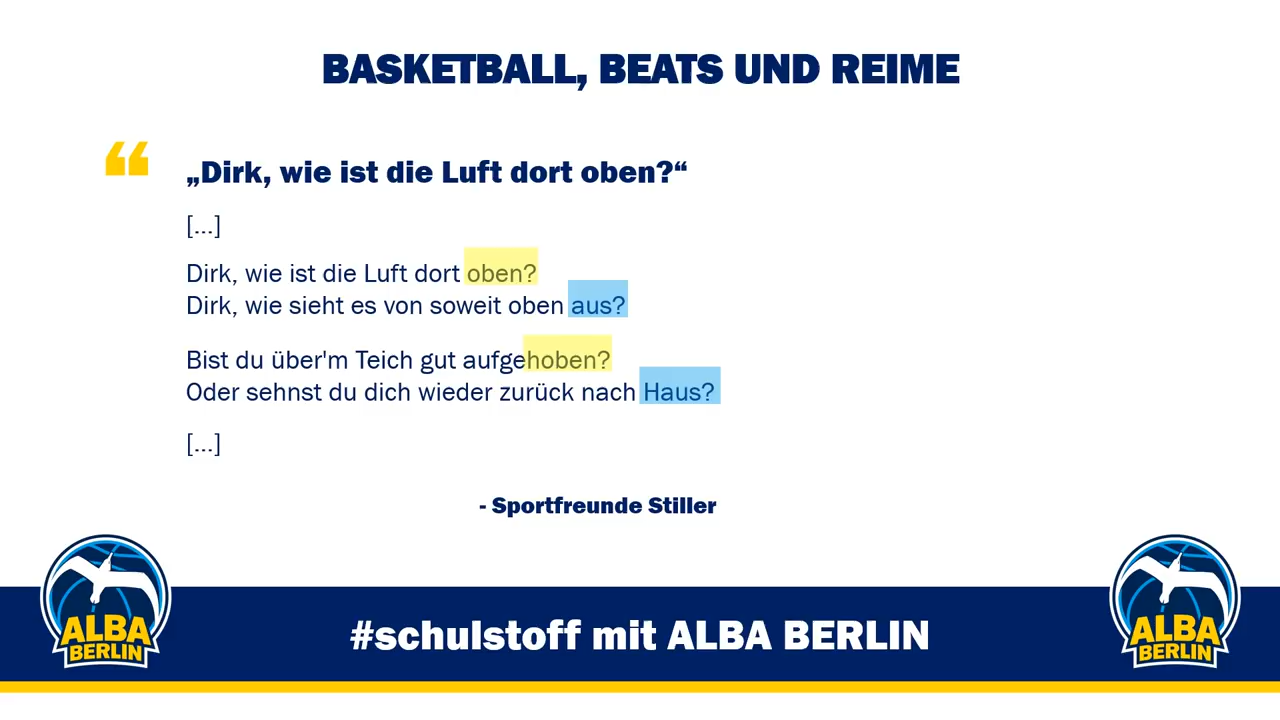 BASKETBALL, BEATS UND REIME
“
„Dirk, wie ist die Luft dort oben?“
[...]
Dirk, wie ist die Luft dort oben?
Dirk, wie sieht es von soweit oben aus?
Bist du über'm Teich gut aufgehoben?
Oder sehnst du dich wieder zurück nach Haus?
[...]
- Sportfreunde Stiller
ALBA
BERLIN
#schulstoff mit ALBA BERLIN
ALBA
BERLIN